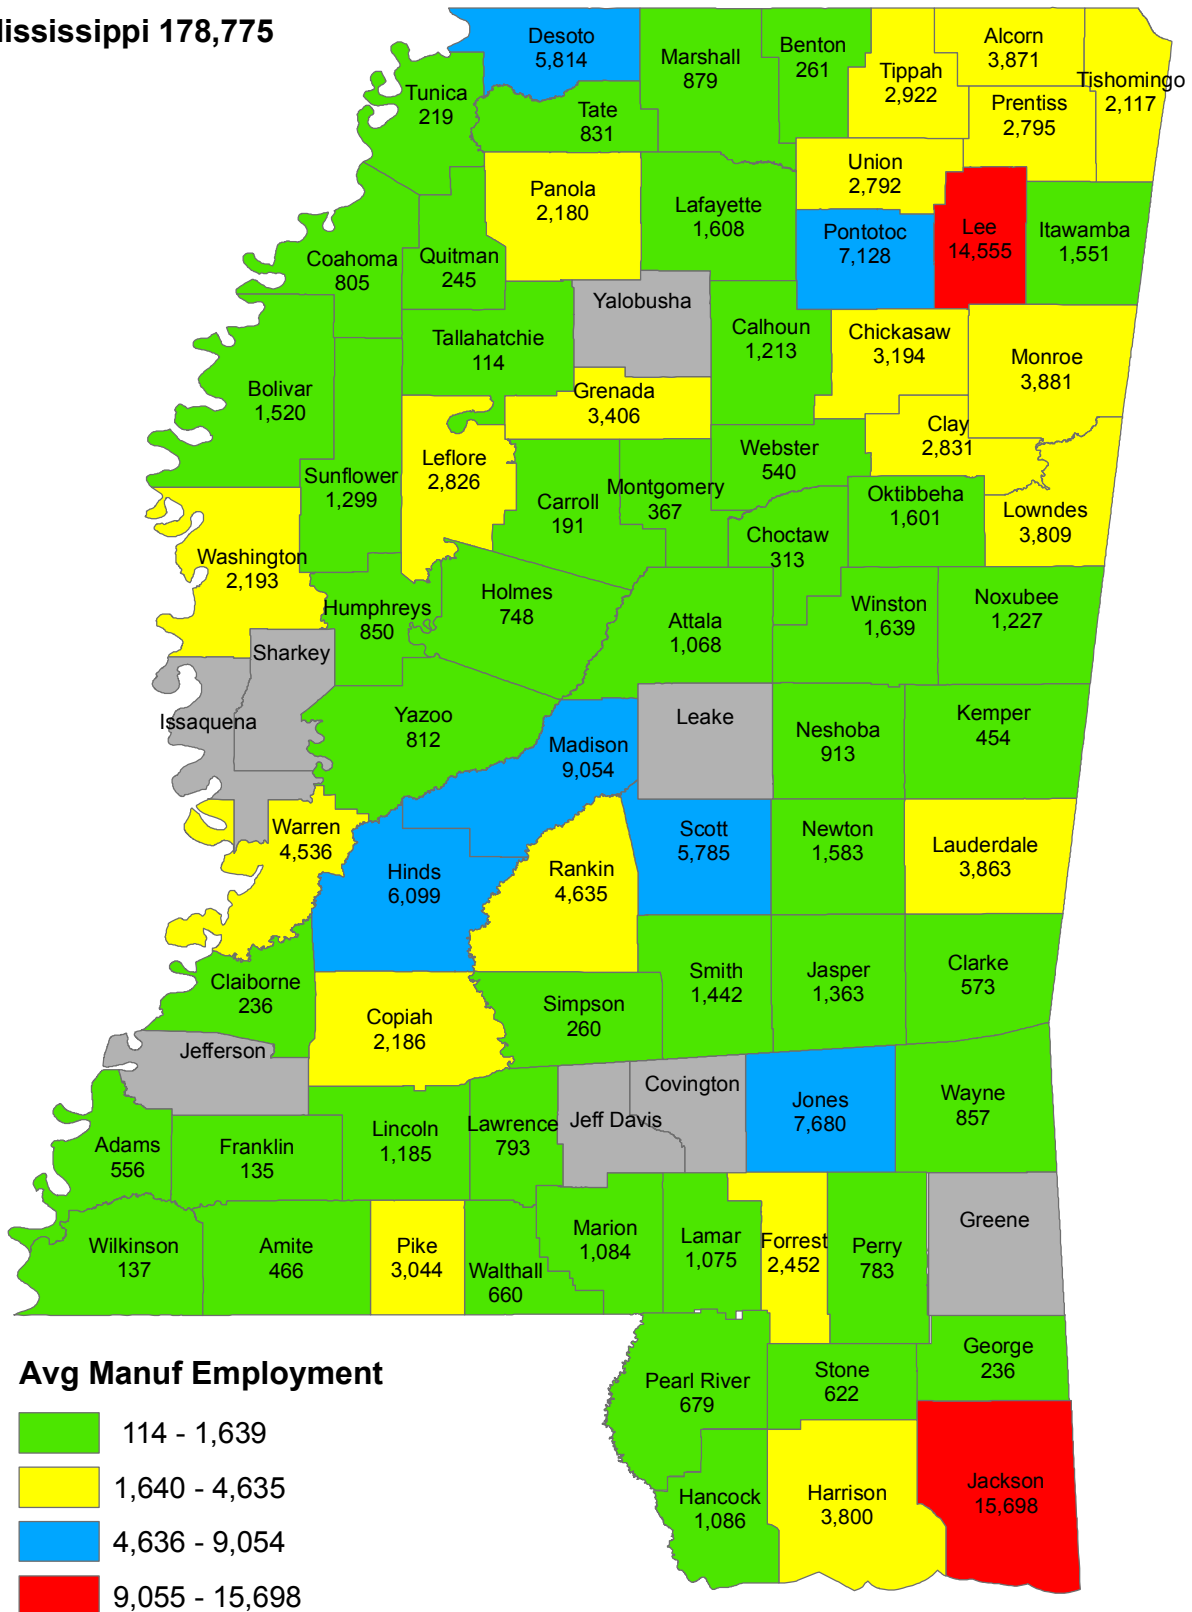 ississippi 178,775
Desoto
5,814
Marshall
879
Benton
261
Tippah
2,922
Alcorn
3,871
Tishomingo
2,117
Prentiss
2,795
Tunica
219
Tate
831
Union
2,792
Panola
2,180
Lafayette
1,608
Pontotoc
7,128
Lee
14,555
Itawamba
1,551
Coahoma
805
Quitman
245
Yalobusha
Tallahatchie
114
Calhoun
1,213
Chickasaw
3,194
Monroe
3,881
Bolivar
1,520
Grenada
3,406
Clay
2,831
Leflore
2,826
Sunflower
1,299
Webster
540
Carroll
191
Montgomery
367
Oktibbeha
1,601
Lowndes
3,809
Choctaw
313
Washington
2,193
Humphreys
850
Holmes
748
Attala
1,068
Winston
1,639
Noxubee
1,227
Sharkey
Issaquena
Yazoo
812
Madison
9,054
Leake
Neshoba
913
Kemper
454
Warren
4,536
Hinds
6,099
Rankin
4,635
Scott
5,785
Newton
1,583
Lauderdale
3,863
Claiborne
236
Copiah
2,186
Simpson
260
Smith
1,442
Jasper
1,363
Clarke
573
Jefferson
Adams
556
Franklin
135
Lincoln
1,185
Lawrence
793
Jeff Davis
Covington
Jones
7,680
Wayne
857
Wilkinson
137
Amite
466
Pike
3,044
Walthall
660
Marion
1,084
Lamar
1,075
Forrest
2,452
Perry
783
Greene
Pearl River
679
Stone
622
George
236
Hancock
1,086
Harrison
3,800
Jackson
15,698
Avg Manuf Employment
114 - 1,639
1,640 - 4,635
4,636 - 9,054
9,055 - 15,698